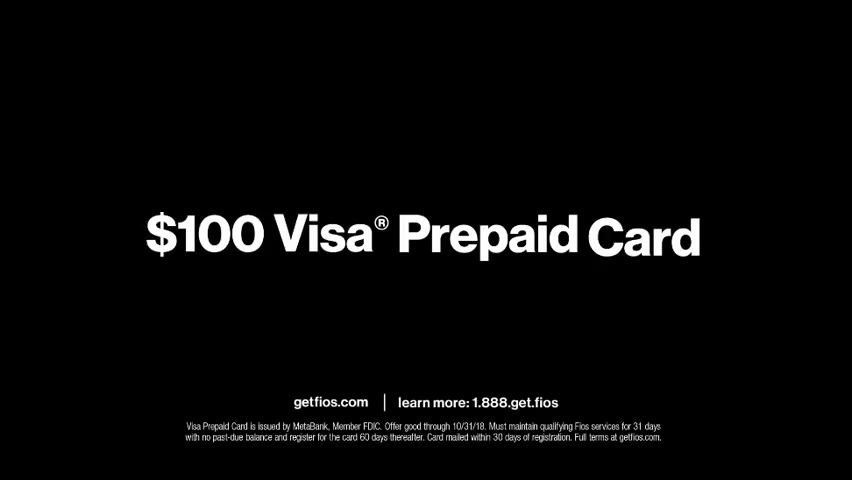 $100 Visa® Prepaid Card
getfios.com | learn more: 1.888.get.fios
Visa Prepaid Card is issued by MetaBank, Member FDIC. Offer good through 10/31/18. Must maintain qualifying Fios services for 31 days
with no past-due balance and register for the card 60 days thereafter. Card mailed within 30 days of registration. Full terms at getfios.com.